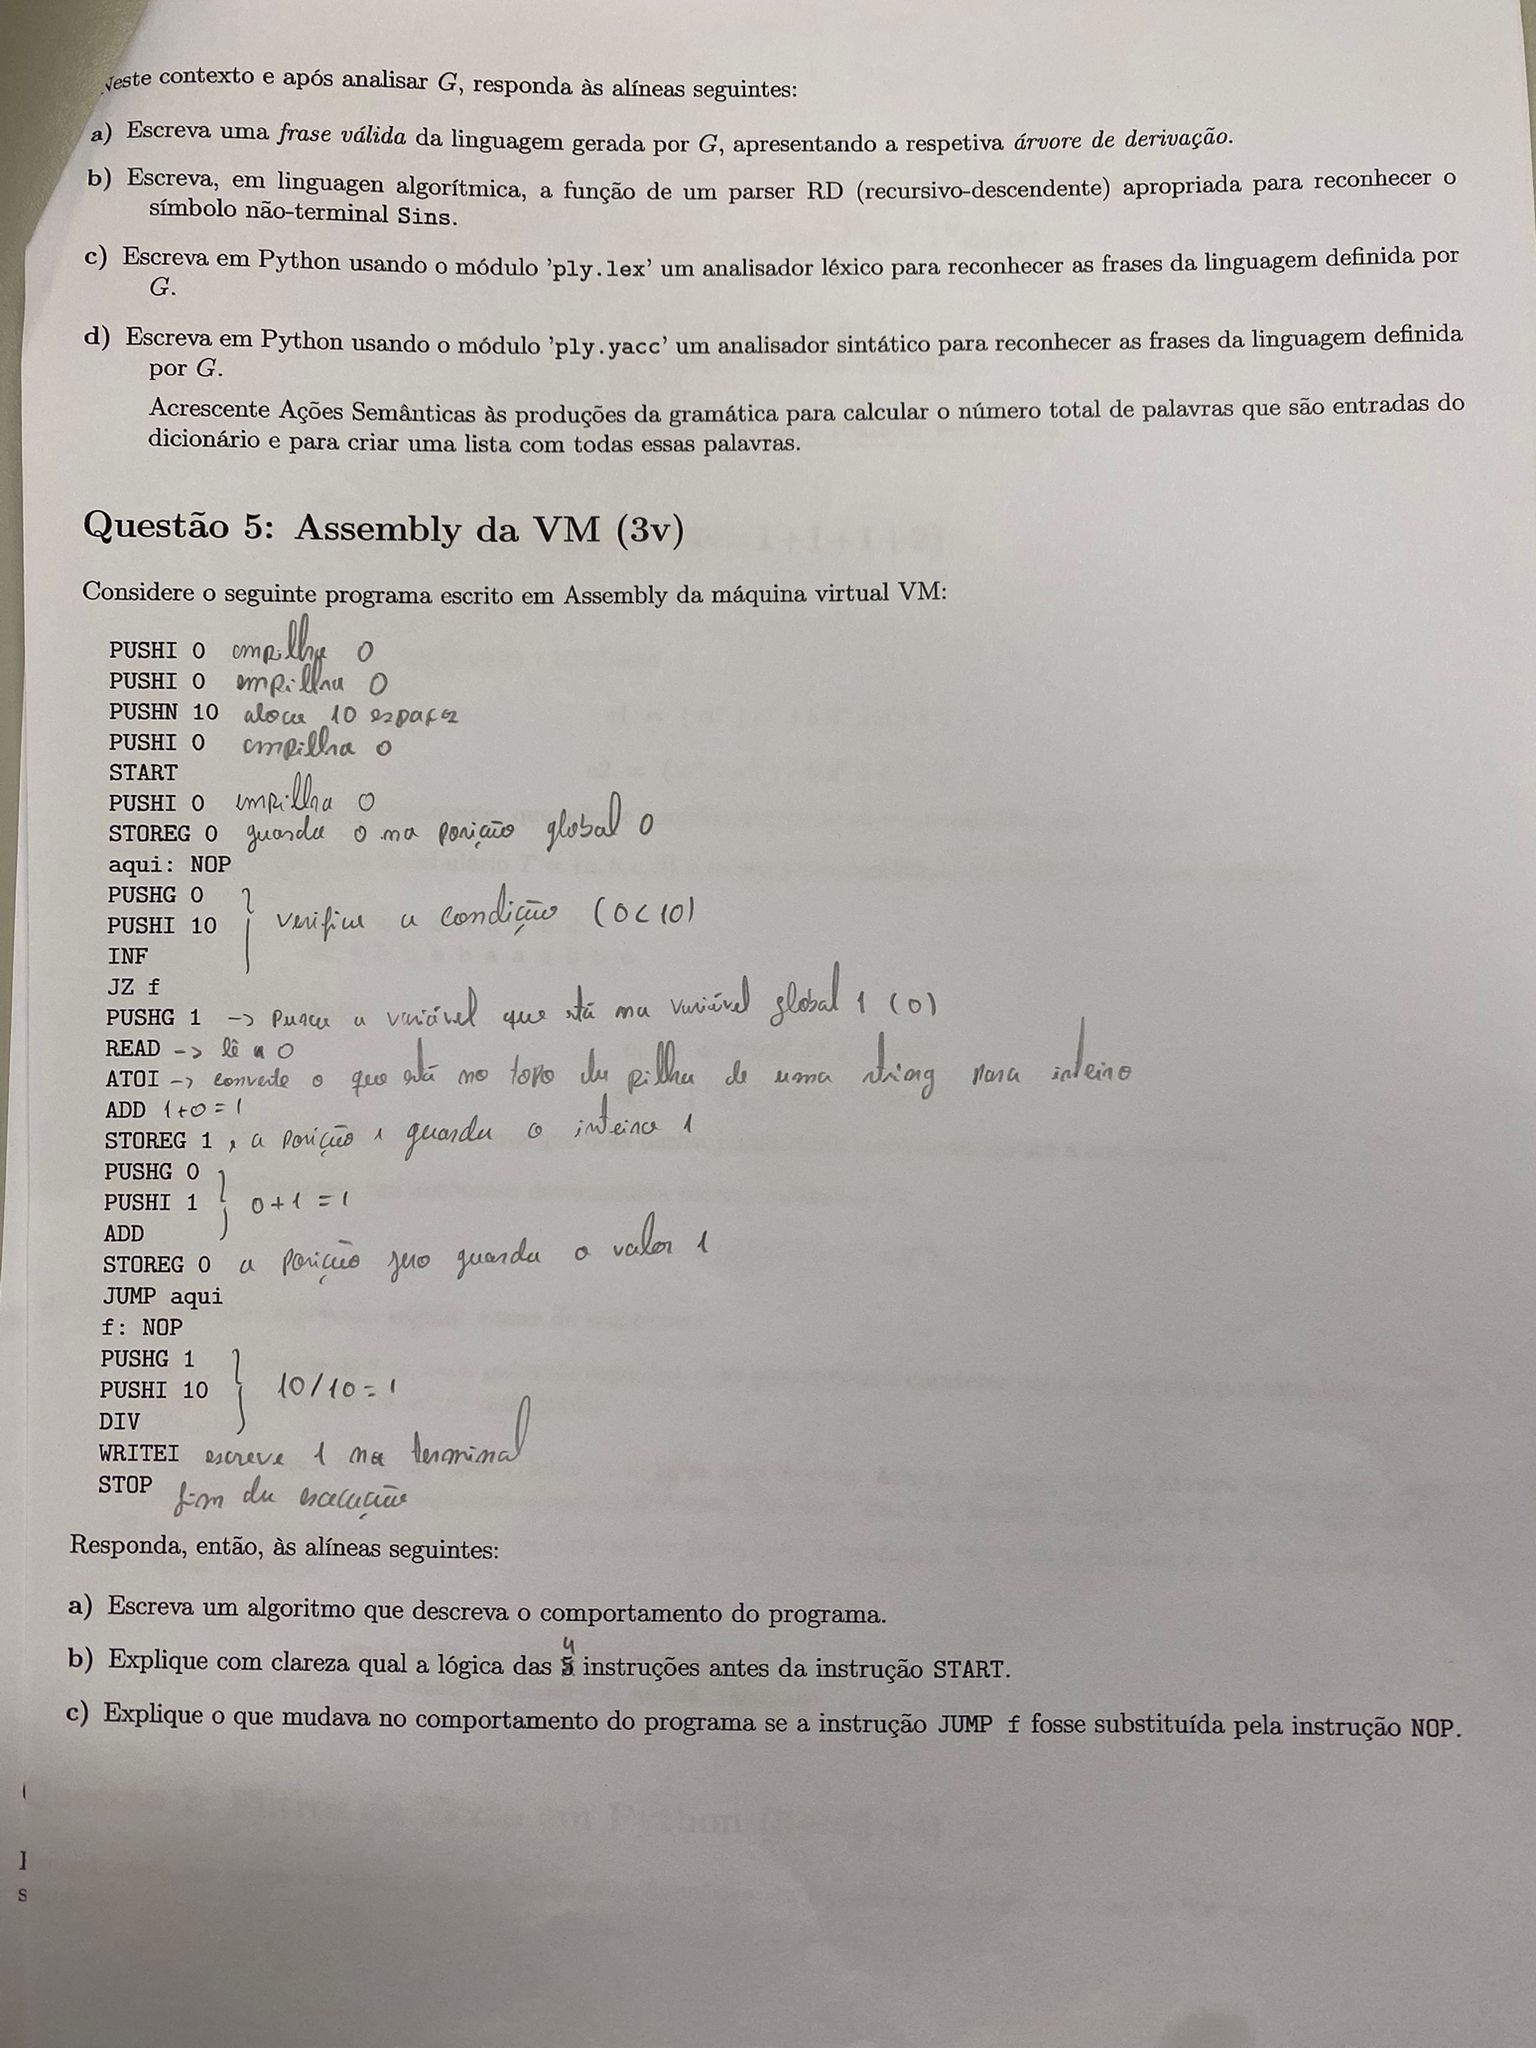 Neste contexto e após analisar G, responda às alíneas seguintes:
a) Escreva uma frase válida da linguagem gerada por G, apresentando a respetiva árvore de derivação.
b) Escreva, em linguagen algorítmica, a função de um parser RD (recursivo-descendente) apropriada para reconhecer o
símbolo não-terminal Sins.
c) Escreva em Python usando o módulo 'ply.lex' um analisador léxico para reconhecer as frases da linguagem definida por
G.
d) Escreva em Python usando o módulo 'ply.yacc' um analisador sintático para reconhecer as frases da linguagem definida
por G.
Acrescente Ações Semânticas às produções da gramática para calcular o número total de palavras que são entradas do
dicionário e para criar uma lista com todas essas palavras.
Questão 5: Assembly da VM (3v)
Considere o seguinte programa escrito em Assembly da máquina virtual VM:
PUSHI 0 empilha 0
PUSHI 0 empilha 0
PUSHN 10 aloca 10 espaços
PUSHI 0 empilha 0
START
PUSHI 0 empilha 0
STOREG 0 guarda 0 na posição global 0
aqui: NOP
PUSHG 0
PUSHI 10 } verifica a condição (0<10)
INF
JZ f
PUSHG 1 -> puxa a variável que está na variável global 1 (0)
READ -> lê a 0
ATOI -> converte o que está no topo da pilha de uma string para inteiro
ADD 1+0=1
STOREG 1, a posição 1 guarda o inteiro 1
PUSHG 0
PUSHI 1 } 0+1=1
ADD
STOREG 0 a posição zero guarda o valor 1
JUMP aqui
f: NOP
PUSHG 1
PUSHI 10 } 10/10=1
DIV
WRITEI escreve 1 no terminal
STOP fim da execução
Responda, então, às alíneas seguintes:
a) Escreva um algoritmo que descreva o comportamento do programa.
4
b) Explique com clareza qual a lógica das 5 instruções antes da instrução START.
c) Explique o que mudava no comportamento do programa se a instrução JUMP f fosse substituída pela instrução NOP.